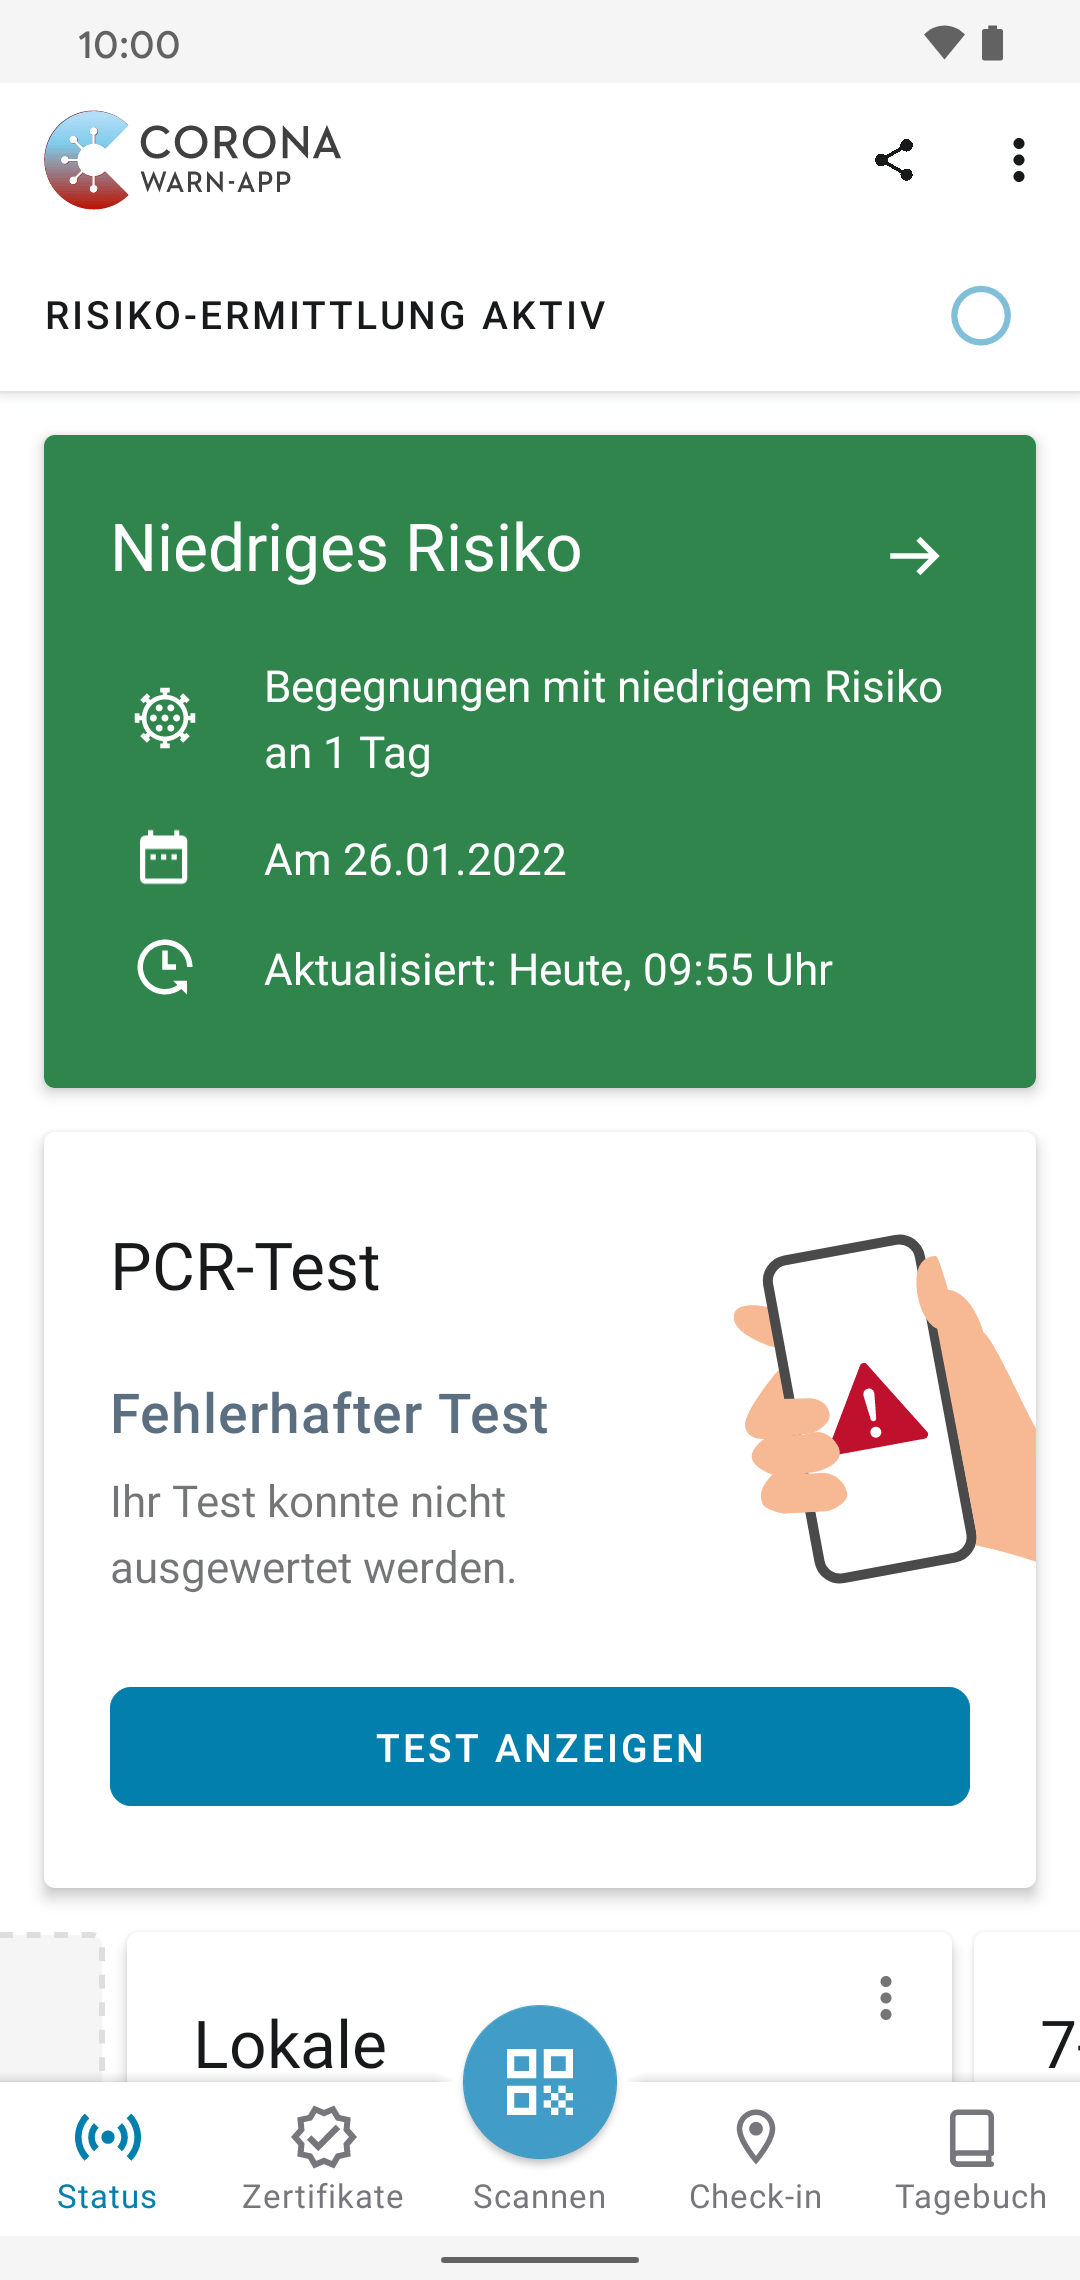 10:00
CORONA
WARN-APP
RISIKO-ERMITTLUNG AKTIV
Niedriges Risiko
Begegnungen mit niedrigem Risiko
an 1 Tag
Am 26.01.2022
Aktualisiert: Heute, 09:55 Uhr
PCR-Test
Fehlerhafter Test
Ihr Test konnte nicht
ausgewertet werden.
TEST ANZEIGEN
Lokale
7-
Status
Zertifikate
Scannen
Check-in
Tagebuch